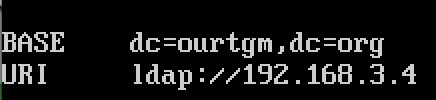 BASE    dc=ourtgm,dc=org
URI     ldap://192.168.3.4